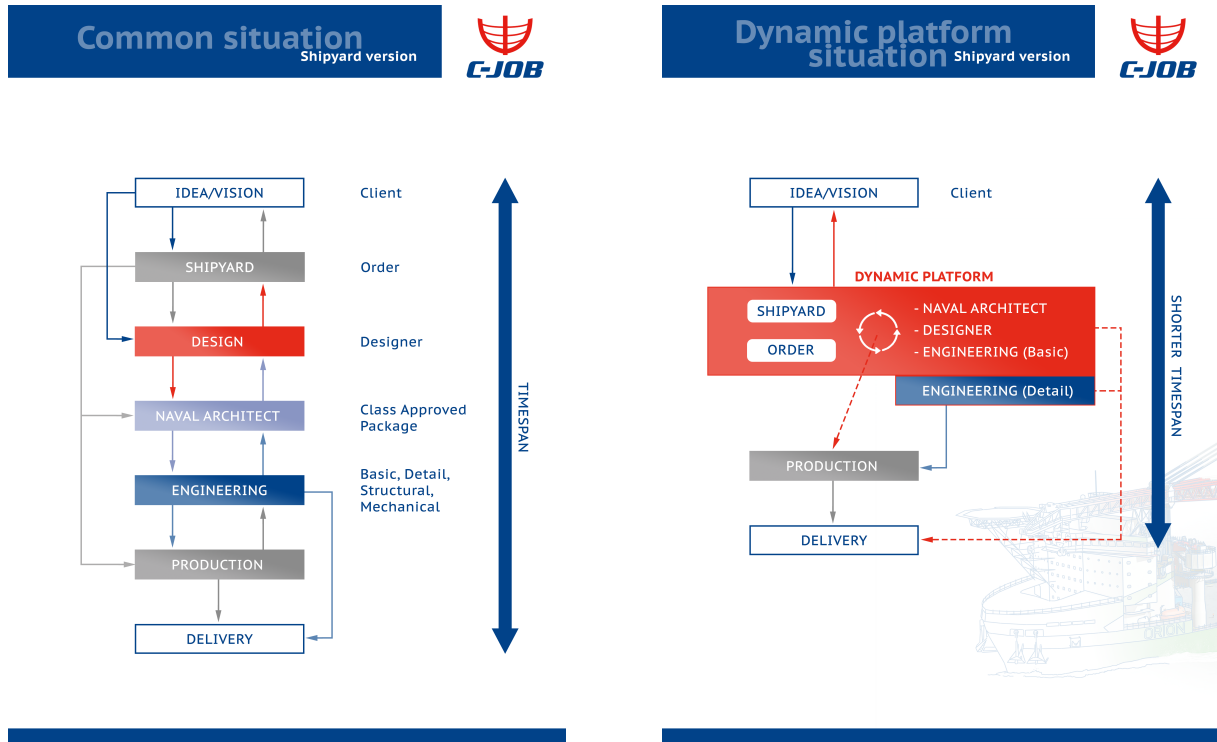 Common situation
Shipyard version
C-JOB
IDEA/VISION
Client
SHIPYARD
Order
DESIGN
Designer
NAVAL ARCHITECT
Class Approved
Package
ENGINEERING
Basic, Detail,
Structural,
Mechanical
PRODUCTION
DELIVERY
TIMESPAN
Dynamic platform
situation Shipyard version
C-JOB
IDEA/VISION
Client
DYNAMIC PLATFORM
SHIPYARD
ORDER
- NAVAL ARCHITECT
- DESIGNER
- ENGINEERING (Basic)
ENGINEERING (Detail)
PRODUCTION
DELIVERY
SHORTER TIMESPAN